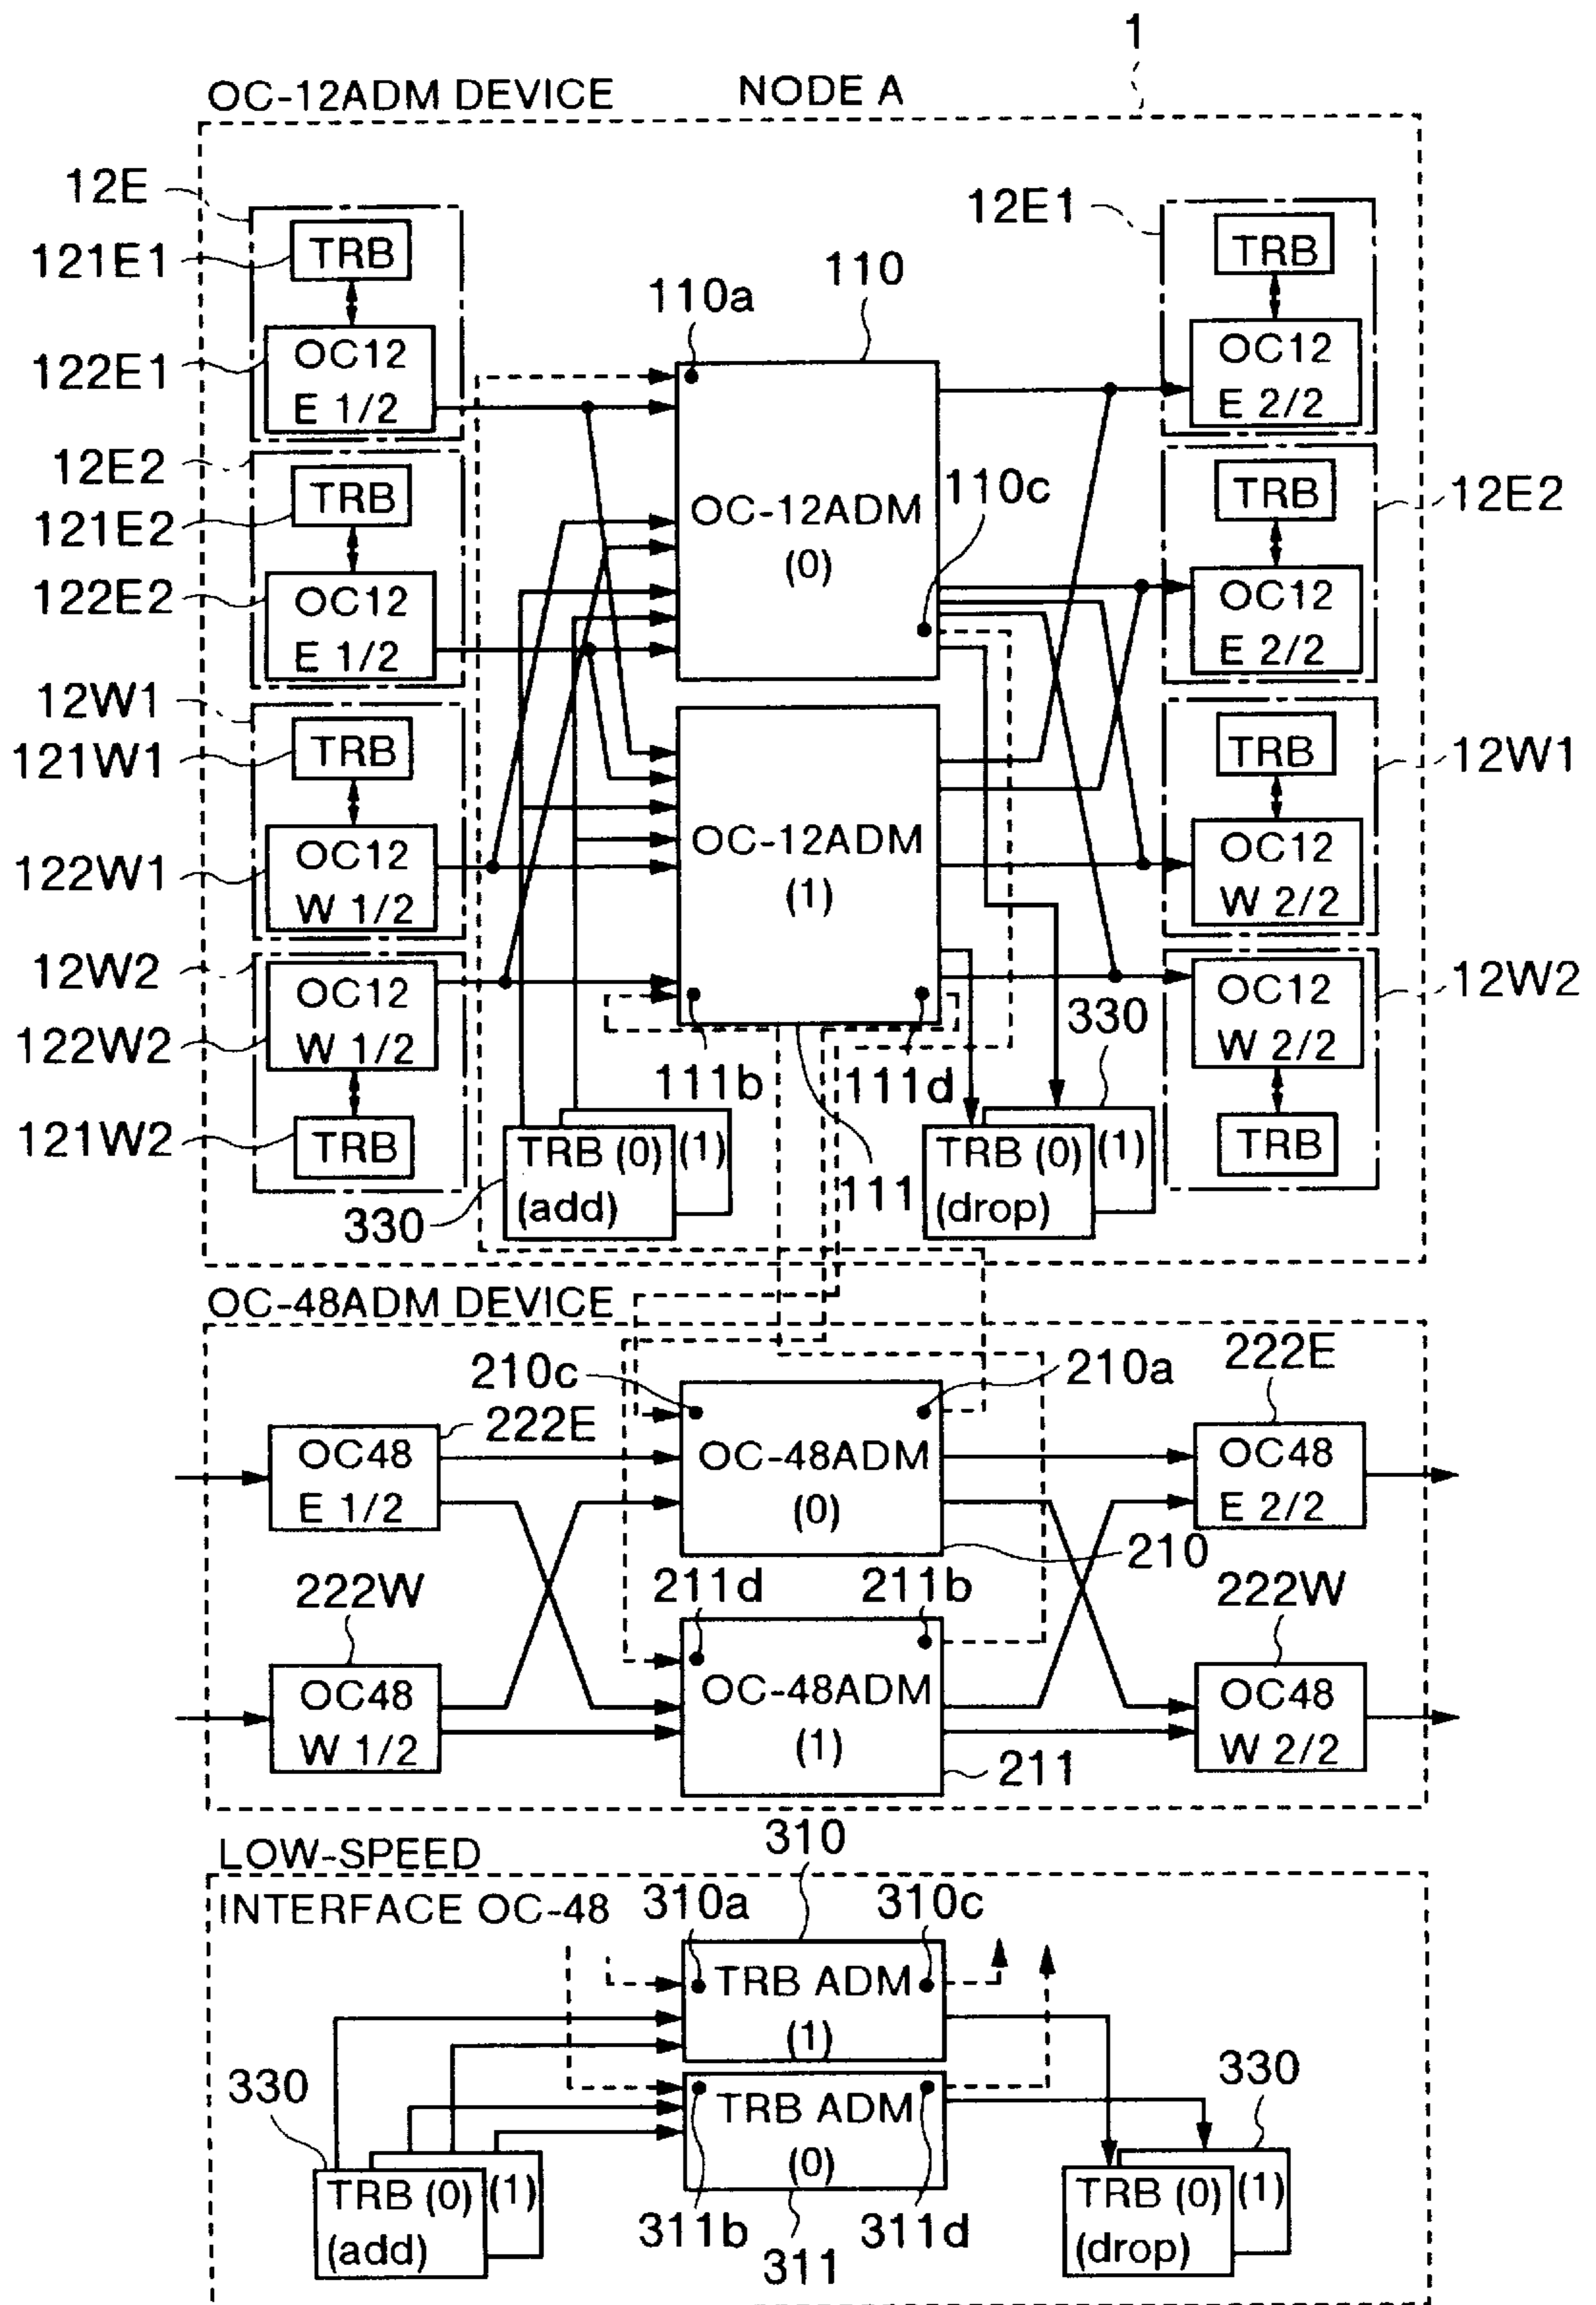 1
OC-12ADM DEVICE
NODE A
12E
12E1
TRB
TRB
121E1
110a
110
OC12
E 1/2
122E1
OC12
E 2/2
12E2
TRB
121E2
110c
TRB
12E2
OC-12ADM
(0)
122E2
OC12
E 1/2
OC12
E 2/2
12W1
TRB
121W1
TRB
12W1
OC-12ADM
(1)
122W1
OC12
W 1/2
OC12
W 2/2
12W2
OC12
W 1/2
122W2
OC12
W 2/2
12W2
330
111b
111d
121W2
TRB
TRB
TRB (0)
(add)
(1)
330
111
TRB (0)
(drop)
(1)
OC-48ADM DEVICE
210c
210a
222E
222E
OC48
E 1/2
OC-48ADM
(0)
OC48
E 2/2
210
222W
211d
211b
222W
OC48
W 1/2
OC-48ADM
(1)
OC48
W 2/2
211
LOW-SPEED
310
INTERFACE OC-48
310a
310c
TRB ADM
(1)
330
TRB ADM
(0)
330
TRB (0)
(add)
(1)
311b
311
311d
TRB (0)
(drop)
(1)